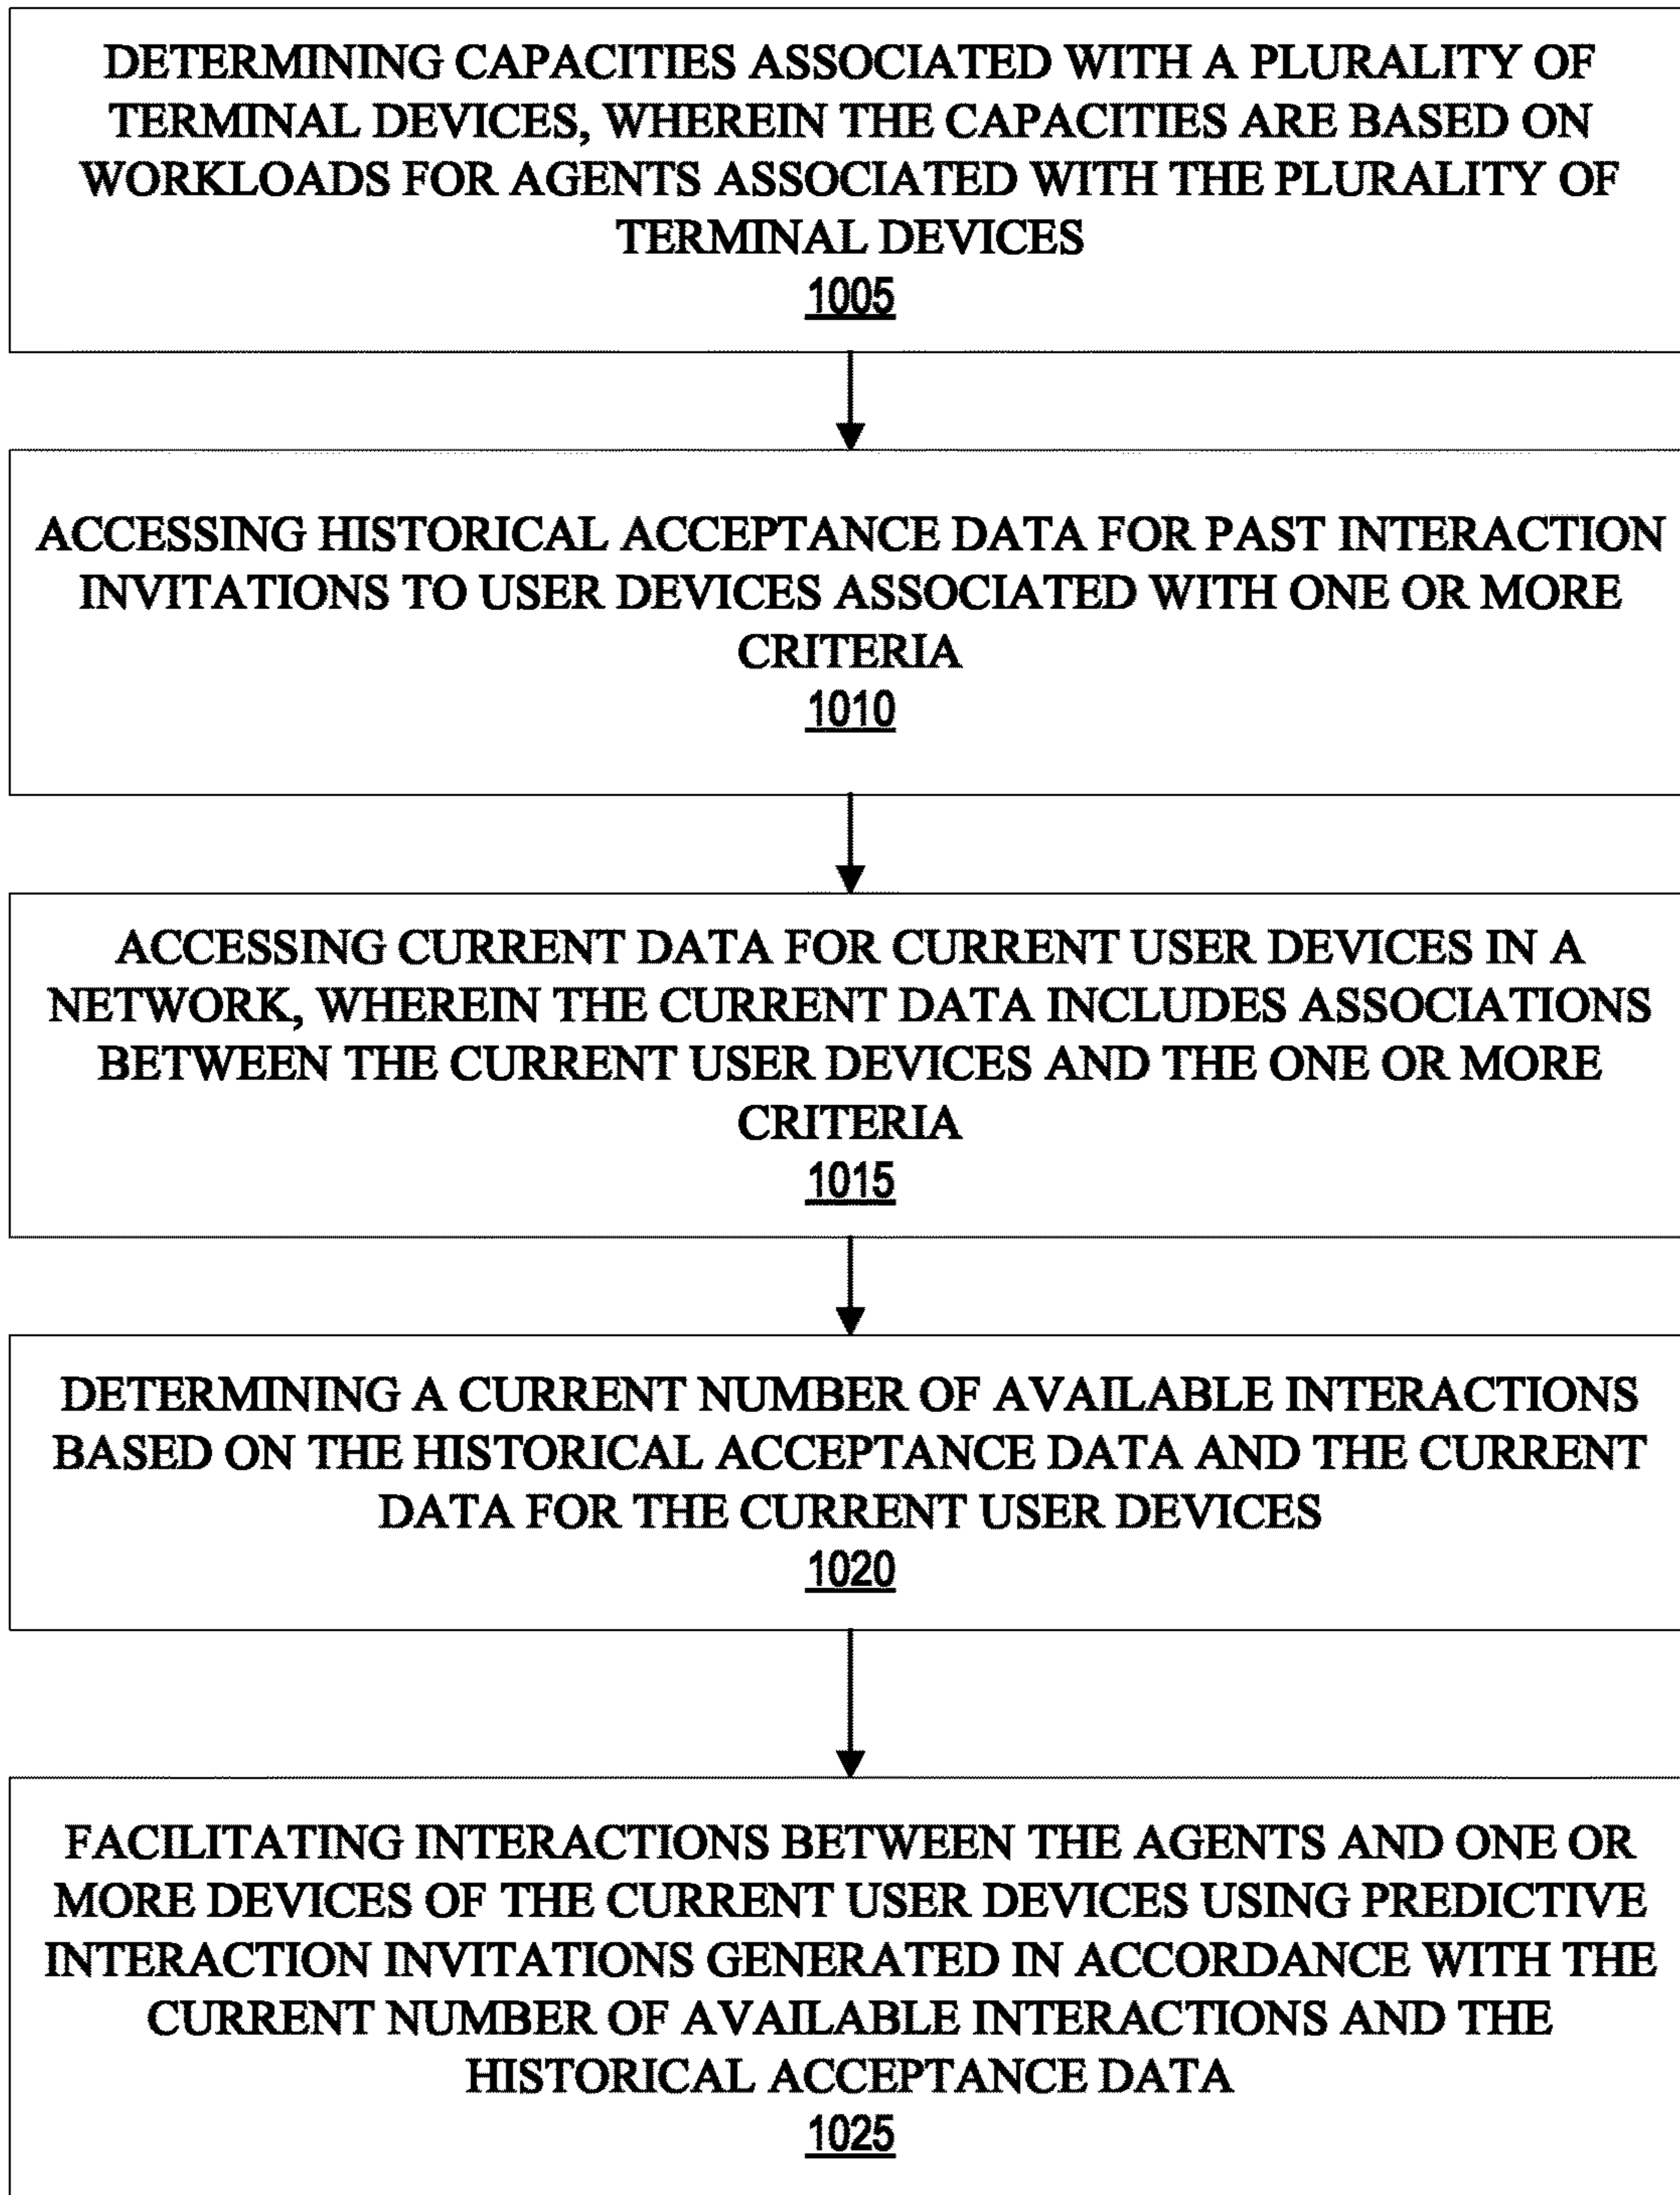 DETERMINING CAPACITIES ASSOCIATED WITH A PLURALITY OF
TERMINAL DEVICES, WHEREIN THE CAPACITIES ARE BASED ON
WORKLOADS FOR AGENTS ASSOCIATED WITH THE PLURALITY OF
TERMINAL DEVICES
1005
ACCESSING HISTORICAL ACCEPTANCE DATA FOR PAST INTERACTION
INVITATIONS TO USER DEVICES ASSOCIATED WITH ONE OR MORE
CRITERIA
1010
ACCESSING CURRENT DATA FOR CURRENT USER DEVICES IN A
NETWORK, WHEREIN THE CURRENT DATA INCLUDES ASSOCIATIONS
BETWEEN THE CURRENT USER DEVICES AND THE ONE OR MORE
CRITERIA
1015
DETERMINING A CURRENT NUMBER OF AVAILABLE INTERACTIONS
BASED ON THE HISTORICAL ACCEPTANCE DATA AND THE CURRENT
DATA FOR THE CURRENT USER DEVICES
1020
FACILITATING INTERACTIONS BETWEEN THE AGENTS AND ONE OR
MORE DEVICES OF THE CURRENT USER DEVICES USING PREDICTIVE
INTERACTION INVITATIONS GENERATED IN ACCORDANCE WITH THE
CURRENT NUMBER OF AVAILABLE INTERACTIONS AND THE
HISTORICAL ACCEPTANCE DATA
1025